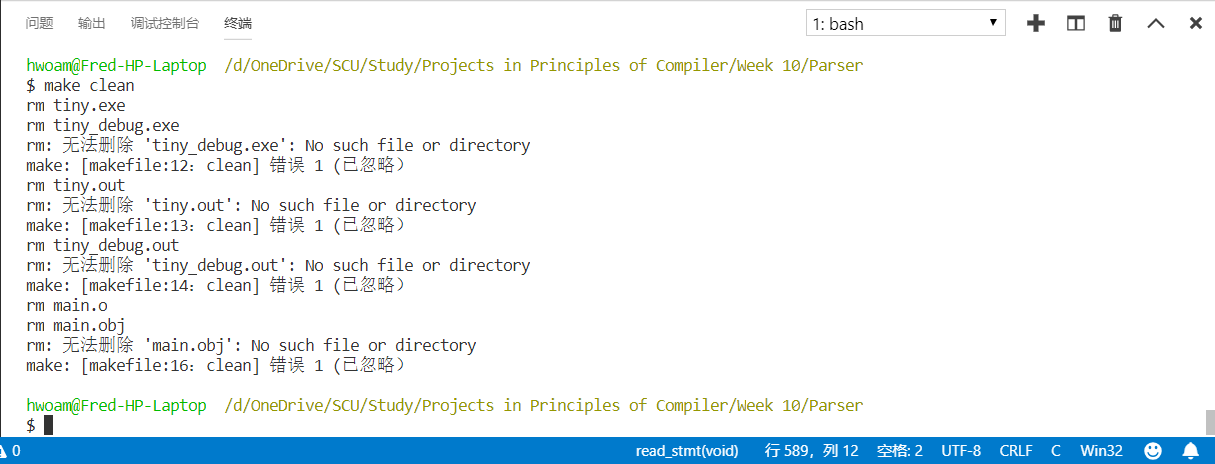 问题 输出 调试控制台 终端 1: bash
hwoam@Fred-HP-Laptop /d/OneDrive/SCU/Study/Projects in Principles of Compiler/Week 10/Parser
$ make clean
rm tiny.exe
rm tiny_debug.exe
rm: 无法删除 'tiny_debug.exe': No such file or directory
make: [makefile:12：clean] 错误 1 (已忽略）
rm tiny.out
rm: 无法删除 'tiny.out': No such file or directory
make: [makefile:13：clean] 错误 1 (已忽略）
rm tiny_debug.out
rm: 无法删除 'tiny_debug.out': No such file or directory
make: [makefile:14：clean] 错误 1 (已忽略）
rm main.o
rm main.obj
rm: 无法删除 'main.obj': No such file or directory
make: [makefile:16：clean] 错误 1 (已忽略）
hwoam@Fred-HP-Laptop /d/OneDrive/SCU/Study/Projects in Principles of Compiler/Week 10/Parser
$
0 read_stmt(void) 行 589，列 12 空格: 2 UTF-8 CRLF C Win32